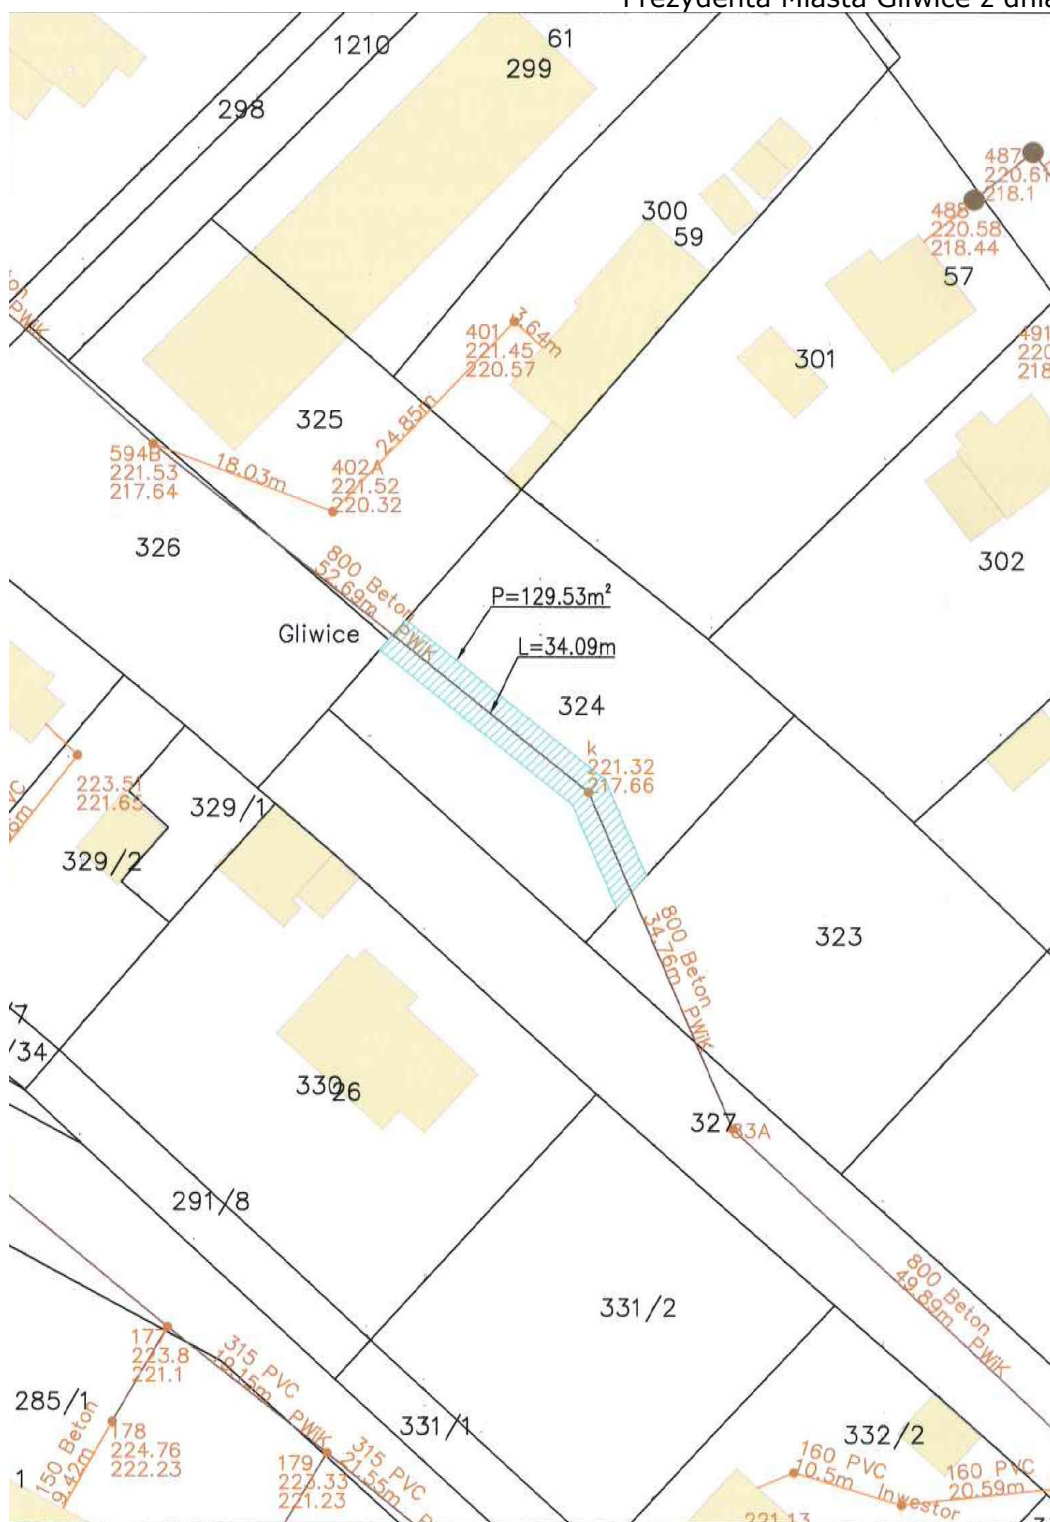 Prezydenta Miasta Gliwice z dnia
1210
61
299
298
487
220.61
218.1
300
59
488
220.58
218.44
57
PWiK
401
221.45
220.57
3.64m
301
491
325
24.85m
594B
221.53
217.64
18.03m
402A
221.52
220.32
326
302
800 Beton
52.69m PWiK
P=129.53m²
Gliwice
L=34.09m
324
k
221.32
217.66
223.51
221.65
329/1
329/2
800 Beton
34.76m PWiK
323
/34
330
26
327
83A
291/8
800 Beton
49.89m PWiK
331/2
177
223.8
221.1
315 PVC
19.15m PWiK
285/1
150 Beton
9.42m
178
224.76
222.23
331/1
332/2
179
223.33
221.23
315 PVC
21.55m
160 PVC
10.5m Inwestor
160 PVC
20.59m
1
221.13